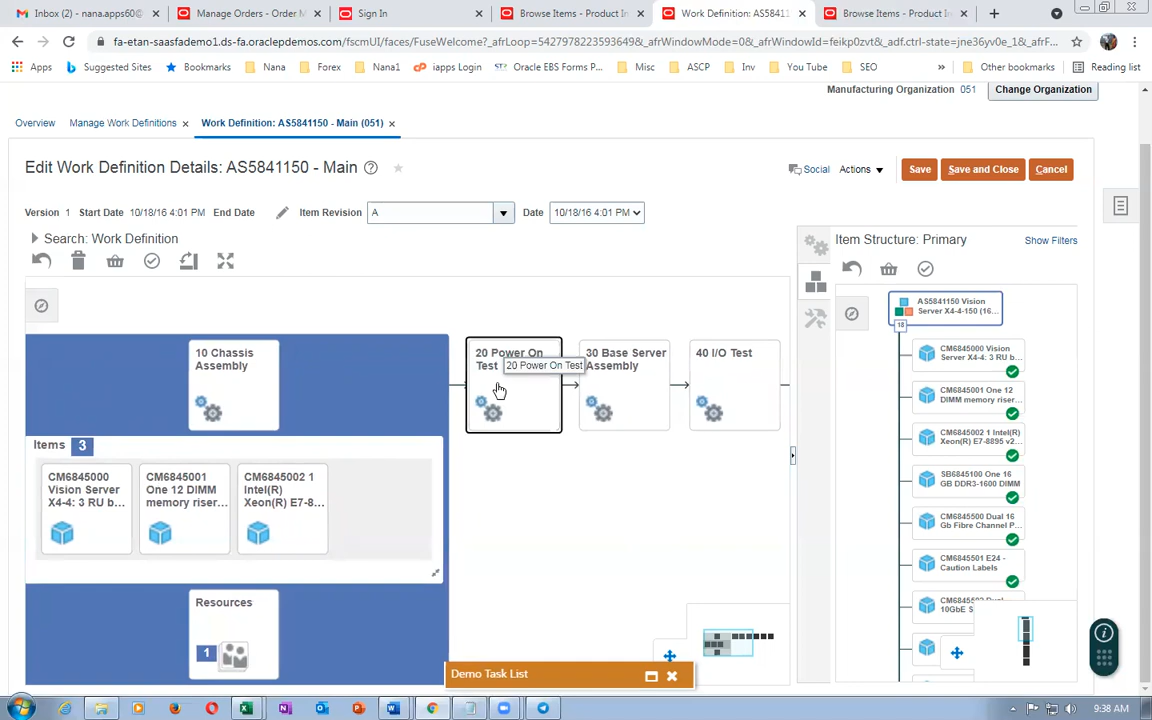 Inbox (26) - nana.apps60@
Manage Orders - Order M
Sign In
Browse Items - Product In
Work Definition: AS58411
Browse Items - Product In
fa-etan-saasfademo1.ds-fa.oraclepdemos.com/fscmUI/faces/FuseWelcome?_afrLoop=54279782235936498&_afrWindowMode=0&_afrWindowId=feikp0zvt&_adf.ctrl-state=jne36yv0e_1&_afrF...
Apps
Suggested Sites
Bookmarks
Nana
Forex
Nana1
iapps Login
Oracle EBS Forms P...
Misc
ASCP
Inv
You Tube
SEO
»
Other bookmarks
Reading list
Manufacturing Organization 051
Change Organization
Overview
Manage Work Definitions
Work Definition: AS5841150 - Main (051)
Edit Work Definition Details: AS5841150 - Main
Social
Actions
Save
Save and Close
Cancel
Version 1 Start Date 10/18/16 4:01 PM End Date
Item Revision
A
Date
10/18/16 4:01 PM
Search: Work Definition
Item Structure: Primary
Show Filters
10 Chassis
Assembly
20 Power On
Test
20 Power On Test
30 Base Server
Assembly
40 I/O Test
Items 3
CM6845000
Vision Server
X4-4: 3 RU b...
CM6845001
One 12 DIMM
memory riser...
CM6845002 1
Intel(R)
Xeon(R) E7-8...
Resources
1
AS5841150 Vision
Server X4-4-150 (16...
18
CM6845000 Vision
Server X4-4: 3 RU b...
CM6845001 One 12
DIMM memory riser...
CM6845002 1 Intel(R)
Xeon(R) E7-8895 v2...
SB6845100 One 16
GB DDR3-1600 DIMM
CM6845500 Dual 16
Gb Fibre Channel P...
CM6845501 E24 -
Caution Labels
10GbE S
Demo Task List
9:38 AM